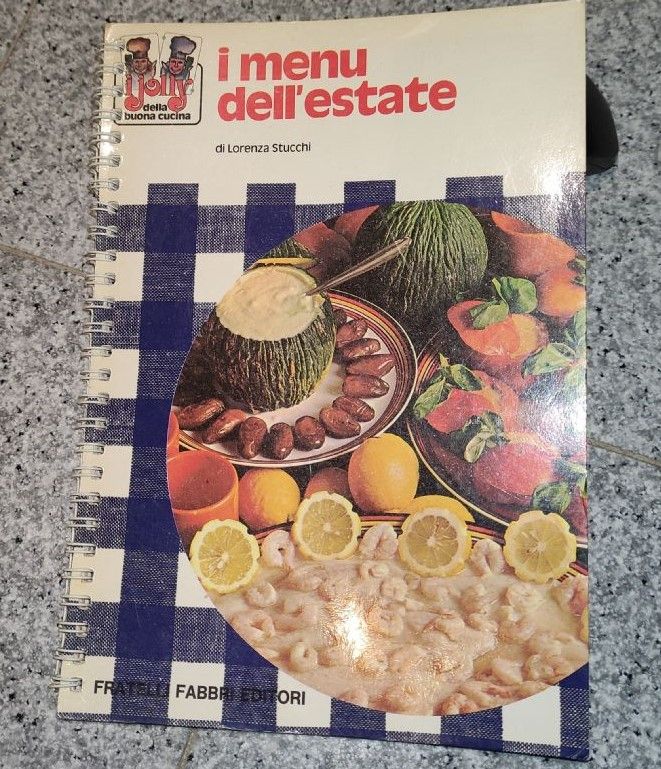 i jolly
della
buona cucina
i menu
dell'estate
di Lorenza Stucchi
FRATELLI FABBRI EDITORI